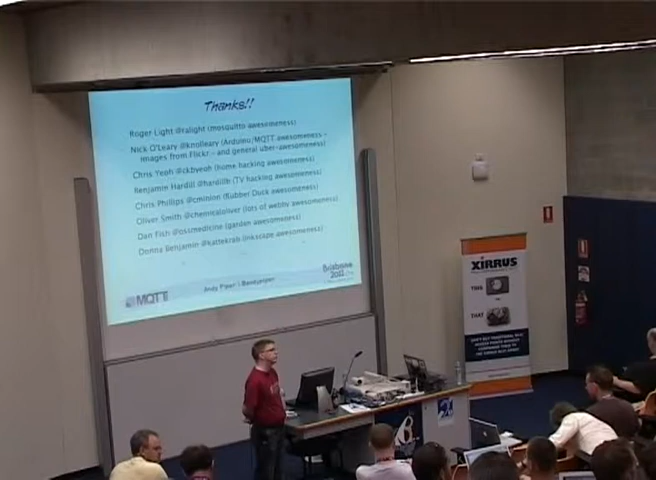 Thanks!!
Roger Light @ralight (mosquitto awesomeness)
Nick O'Leary @knolleary (Arduino/MQTT awesomeness -
images from Flickr - and general uber-awesomeness)
Chris Yeoh @ckbyeoh (home hacking awesomeness)
Benjamin Hardill @hardillb (TV hacking awesomeness)
Chris Phillips @cminion (Rubber Duck awesomeness)
Oliver Smith @chemicaloliver (lots of webby awesomeness)
Dan Fish @ossmedicine (garden awesomeness)
Donna Benjamin @kattekrab (inkscape awesomeness)
MQTT
Andy Piper | @andypiper
Brisbane
2011
XIRRUS
THIS
THAT